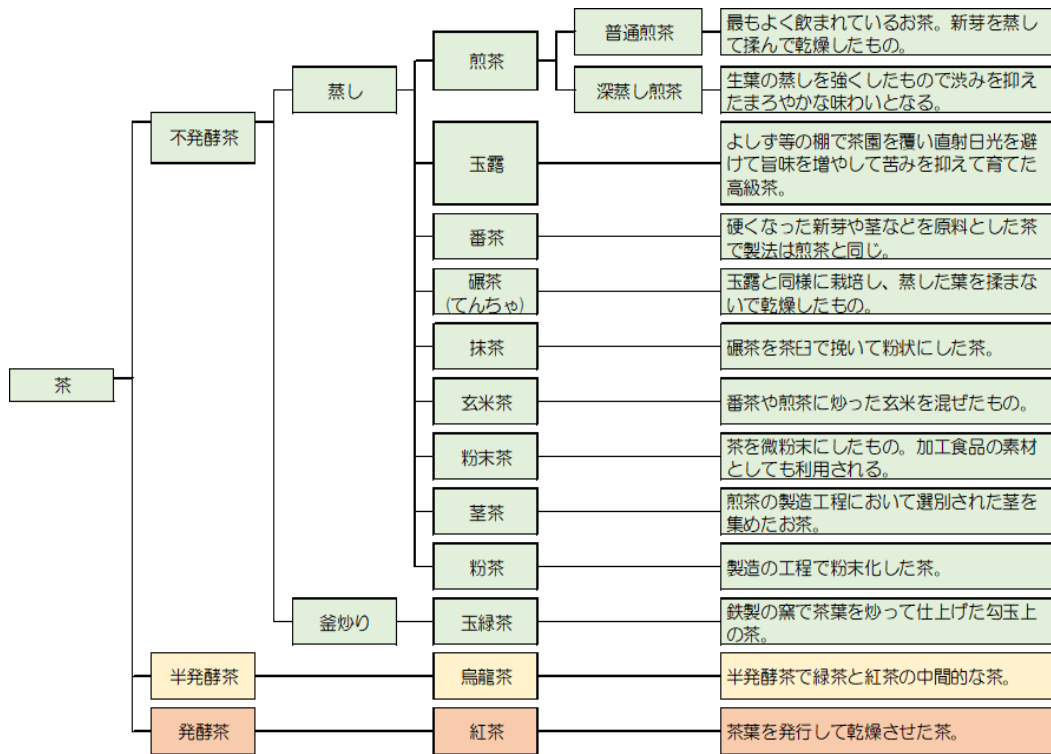 茶
不発酵茶
蒸し
煎茶
普通煎茶
最もよく飲まれているお茶。新芽を蒸し
て揉んで乾燥したもの。
深蒸し煎茶
生葉の蒸しを強くしたもので渋みを抑え
たまろやかな味わいとなる。
玉露
よしず等の棚で茶園を覆い直射日光を避
けて旨味を増やして苦みを抑えて育てた
高級茶。
番茶
硬くなった新芽や茎などを原料とした茶
で製法は煎茶と同じ。
碾茶
(てんちゃ)
玉露と同様に栽培し、蒸した葉を揉まな
いで乾燥したもの。
抹茶
碾茶を茶臼で挽いて粉状にした茶。
玄米茶
番茶や煎茶に炒った玄米を混ぜたもの。
粉末茶
茶を微粉末にしたもの。加工食品の素材
としても利用される。
茎茶
煎茶の製造工程において選別された茎を
集めたお茶。
粉茶
製造の工程で粉末化した茶。
釜炒り
玉緑茶
鉄製の窯で茶葉を炒って仕上げた勾玉上
の茶。
半発酵茶
烏龍茶
半発酵茶で緑茶と紅茶の中間的な茶。
発酵茶
紅茶
茶葉を発行して乾燥させた茶。